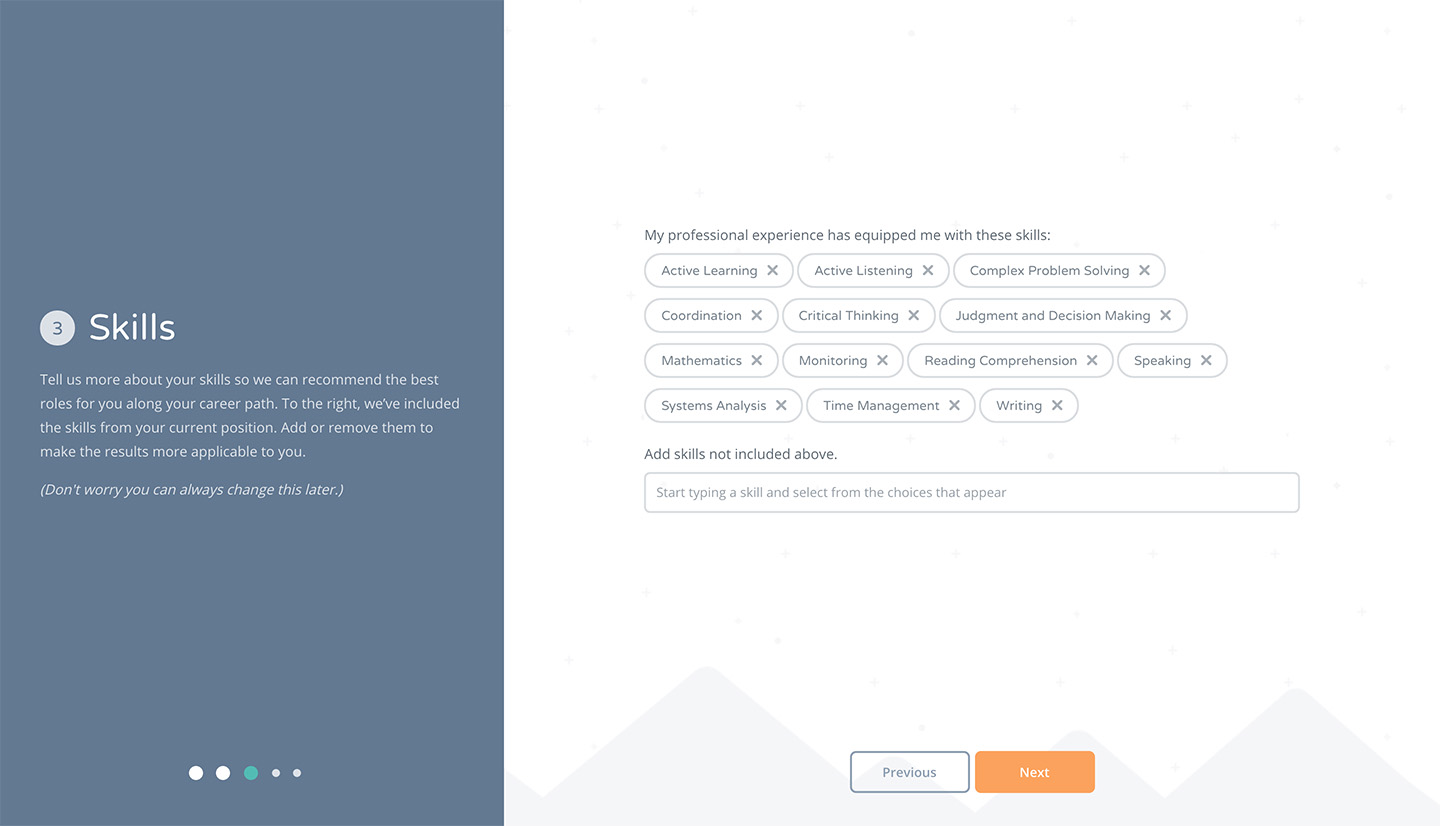 3 Skills
Tell us more about your skills so we can recommend the best
roles for you along your career path. To the right, we’ve included
the skills from your current position. Add or remove them to
make the results more applicable to you.
(Don't worry you can always change this later.)
My professional experience has equipped me with these skills:
Active Learning Active Listening Complex Problem Solving
Coordination Critical Thinking Judgment and Decision Making
Mathematics Monitoring Reading Comprehension Speaking
Systems Analysis Time Management Writing
Add skills not included above.
Start typing a skill and select from the choices that appear
Previous Next